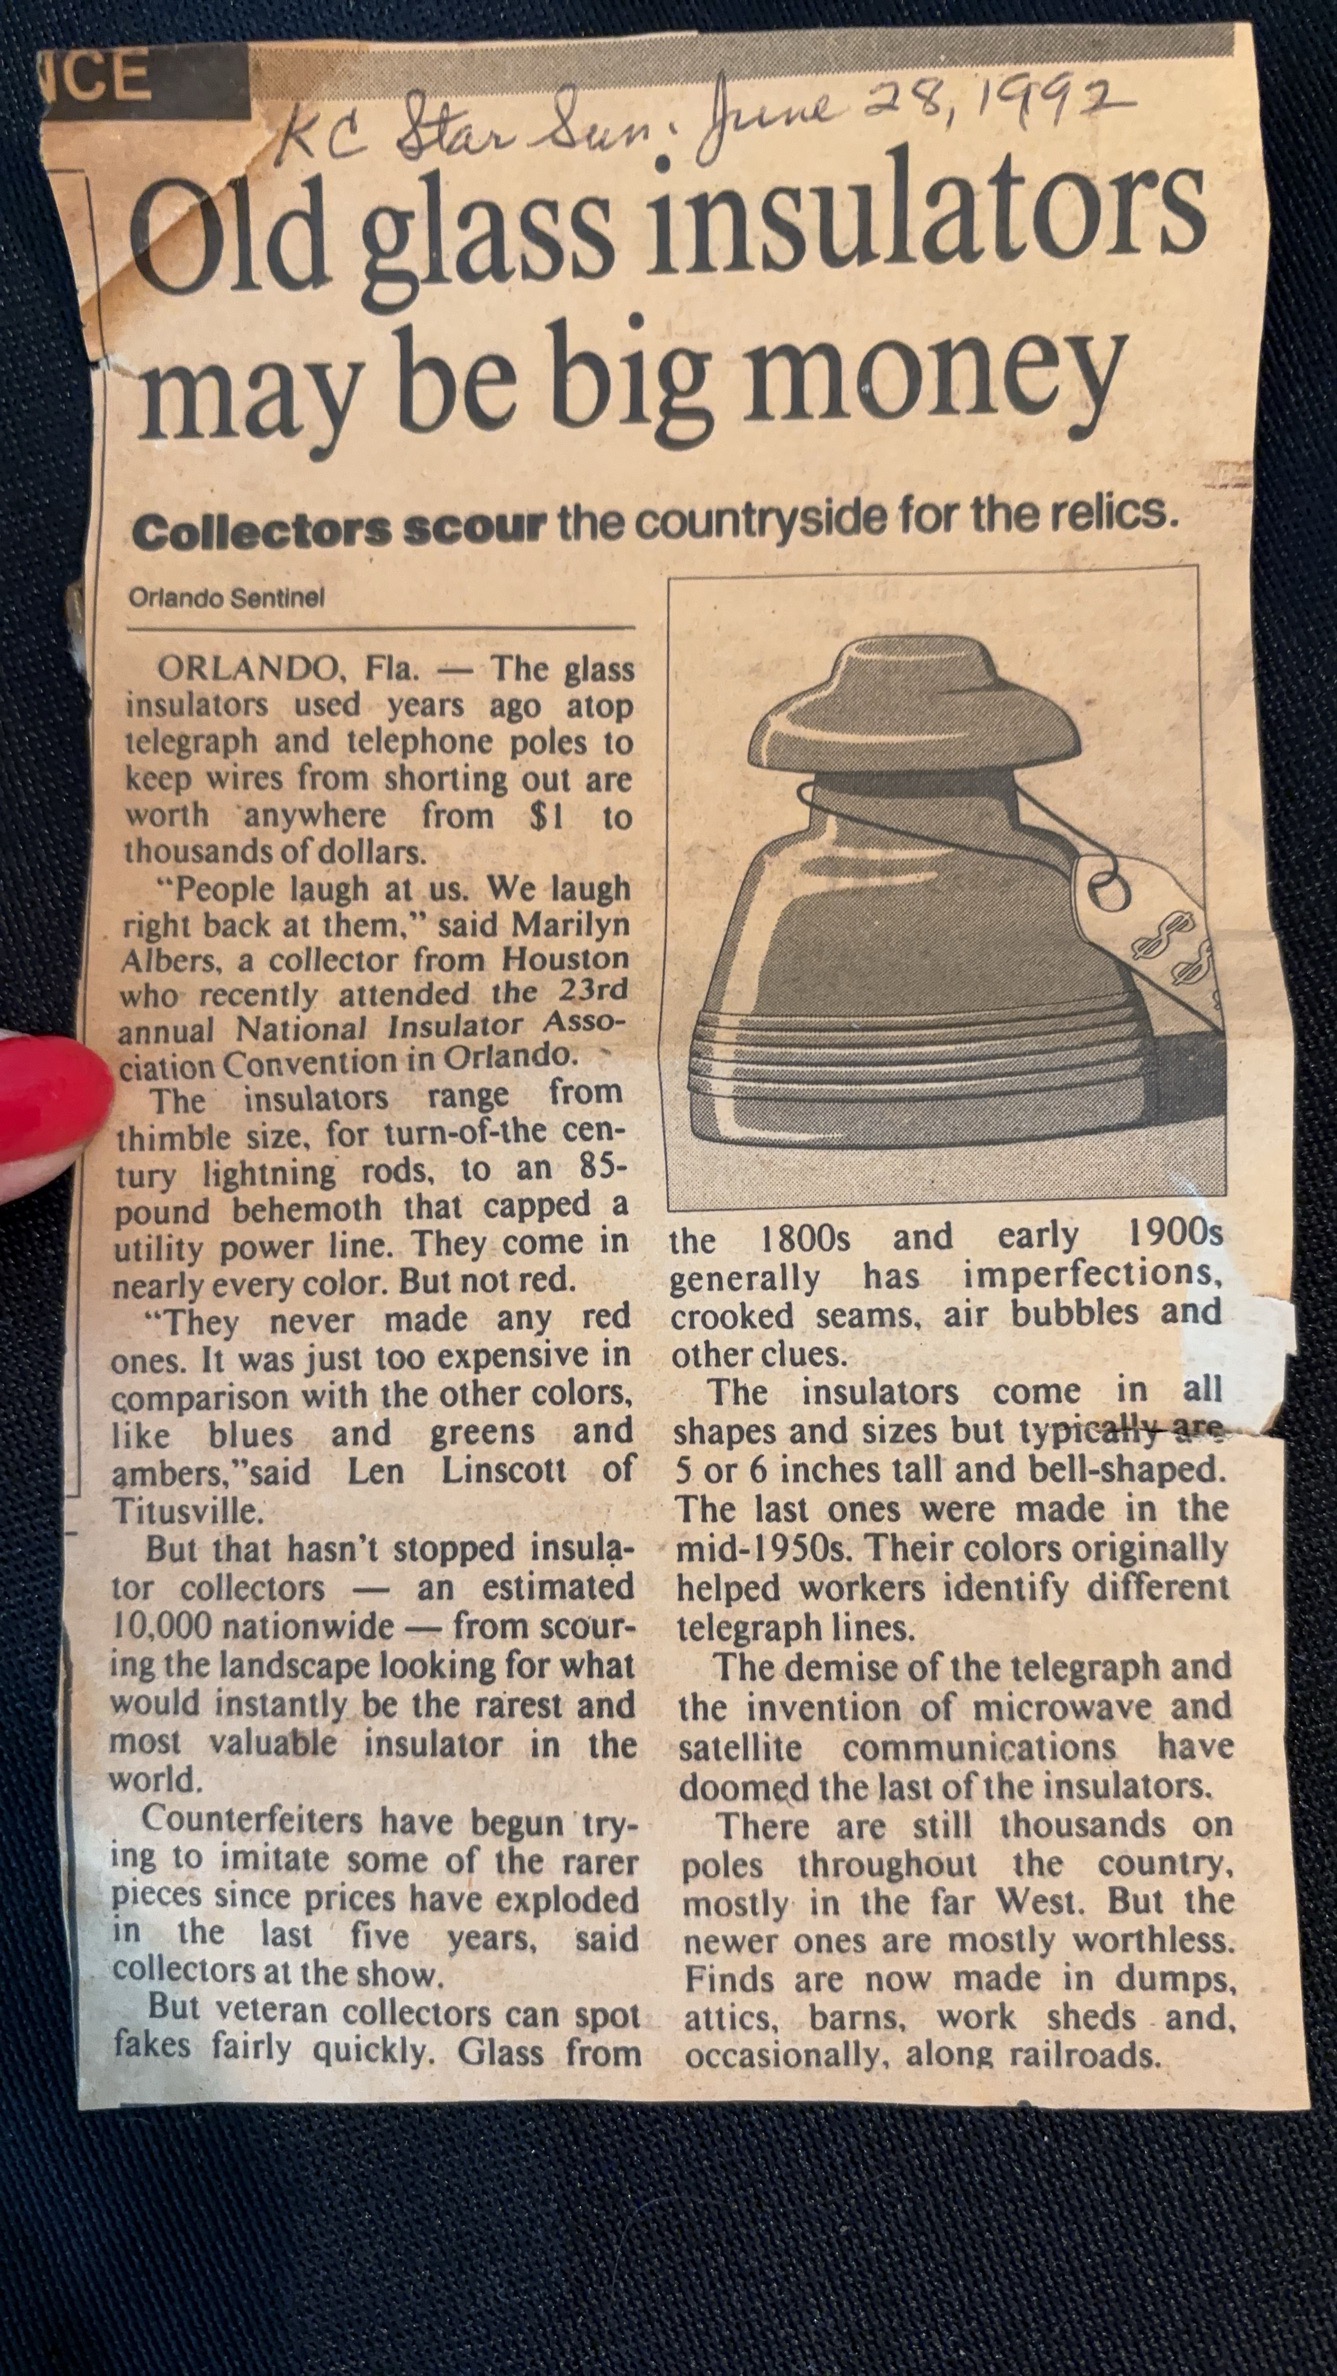 NCE
KC Star Sun. June 28, 1992
Old glass insulators
may be big money
Collectors scour the countryside for the relics.
Orlando Sentinel
ORLANDO, Fla. — The glass
insulators used years ago atop
telegraph and telephone poles to
keep wires from shorting out are
worth anywhere from $1 to
thousands of dollars.
“People laugh at us. We laugh
right back at them,” said Marilyn
Albers, a collector from Houston
who recently attended the 23rd
annual National Insulator Asso-
ciation Convention in Orlando.
The insulators range from
thimble size, for turn-of-the cen-
tury lightning rods, to an 85-
pound behemoth that capped a
utility power line. They come in
nearly every color. But not red.
“They never made any red
ones. It was just too expensive in
comparison with the other colors,
like blues and greens and
ambers,”said Len Linscott of
Titusville.
But that hasn't stopped insula-
tor collectors — an estimated
10,000 nationwide — from scour-
ing the landscape looking for what
would instantly be the rarest and
most valuable insulator in the
world.
Counterfeiters have begun try-
ing to imitate some of the rarer
pieces since prices have exploded
in the last five years, said
collectors at the show.
But veteran collectors can spot
fakes fairly quickly. Glass from
$ $
the 1800s and early 1900s
generally has imperfections,
crooked seams, air bubbles and
other clues.
The insulators come in all
shapes and sizes but typically are
5 or 6 inches tall and bell-shaped.
The last ones were made in the
mid-1950s. Their colors originally
helped workers identify different
telegraph lines.
The demise of the telegraph and
the invention of microwave and
satellite communications have
doomed the last of the insulators.
There are still thousands on
poles throughout the country,
mostly in the far West. But the
newer ones are mostly worthless.
Finds are now made in dumps,
attics, barns, work sheds and,
occasionally, along railroads.